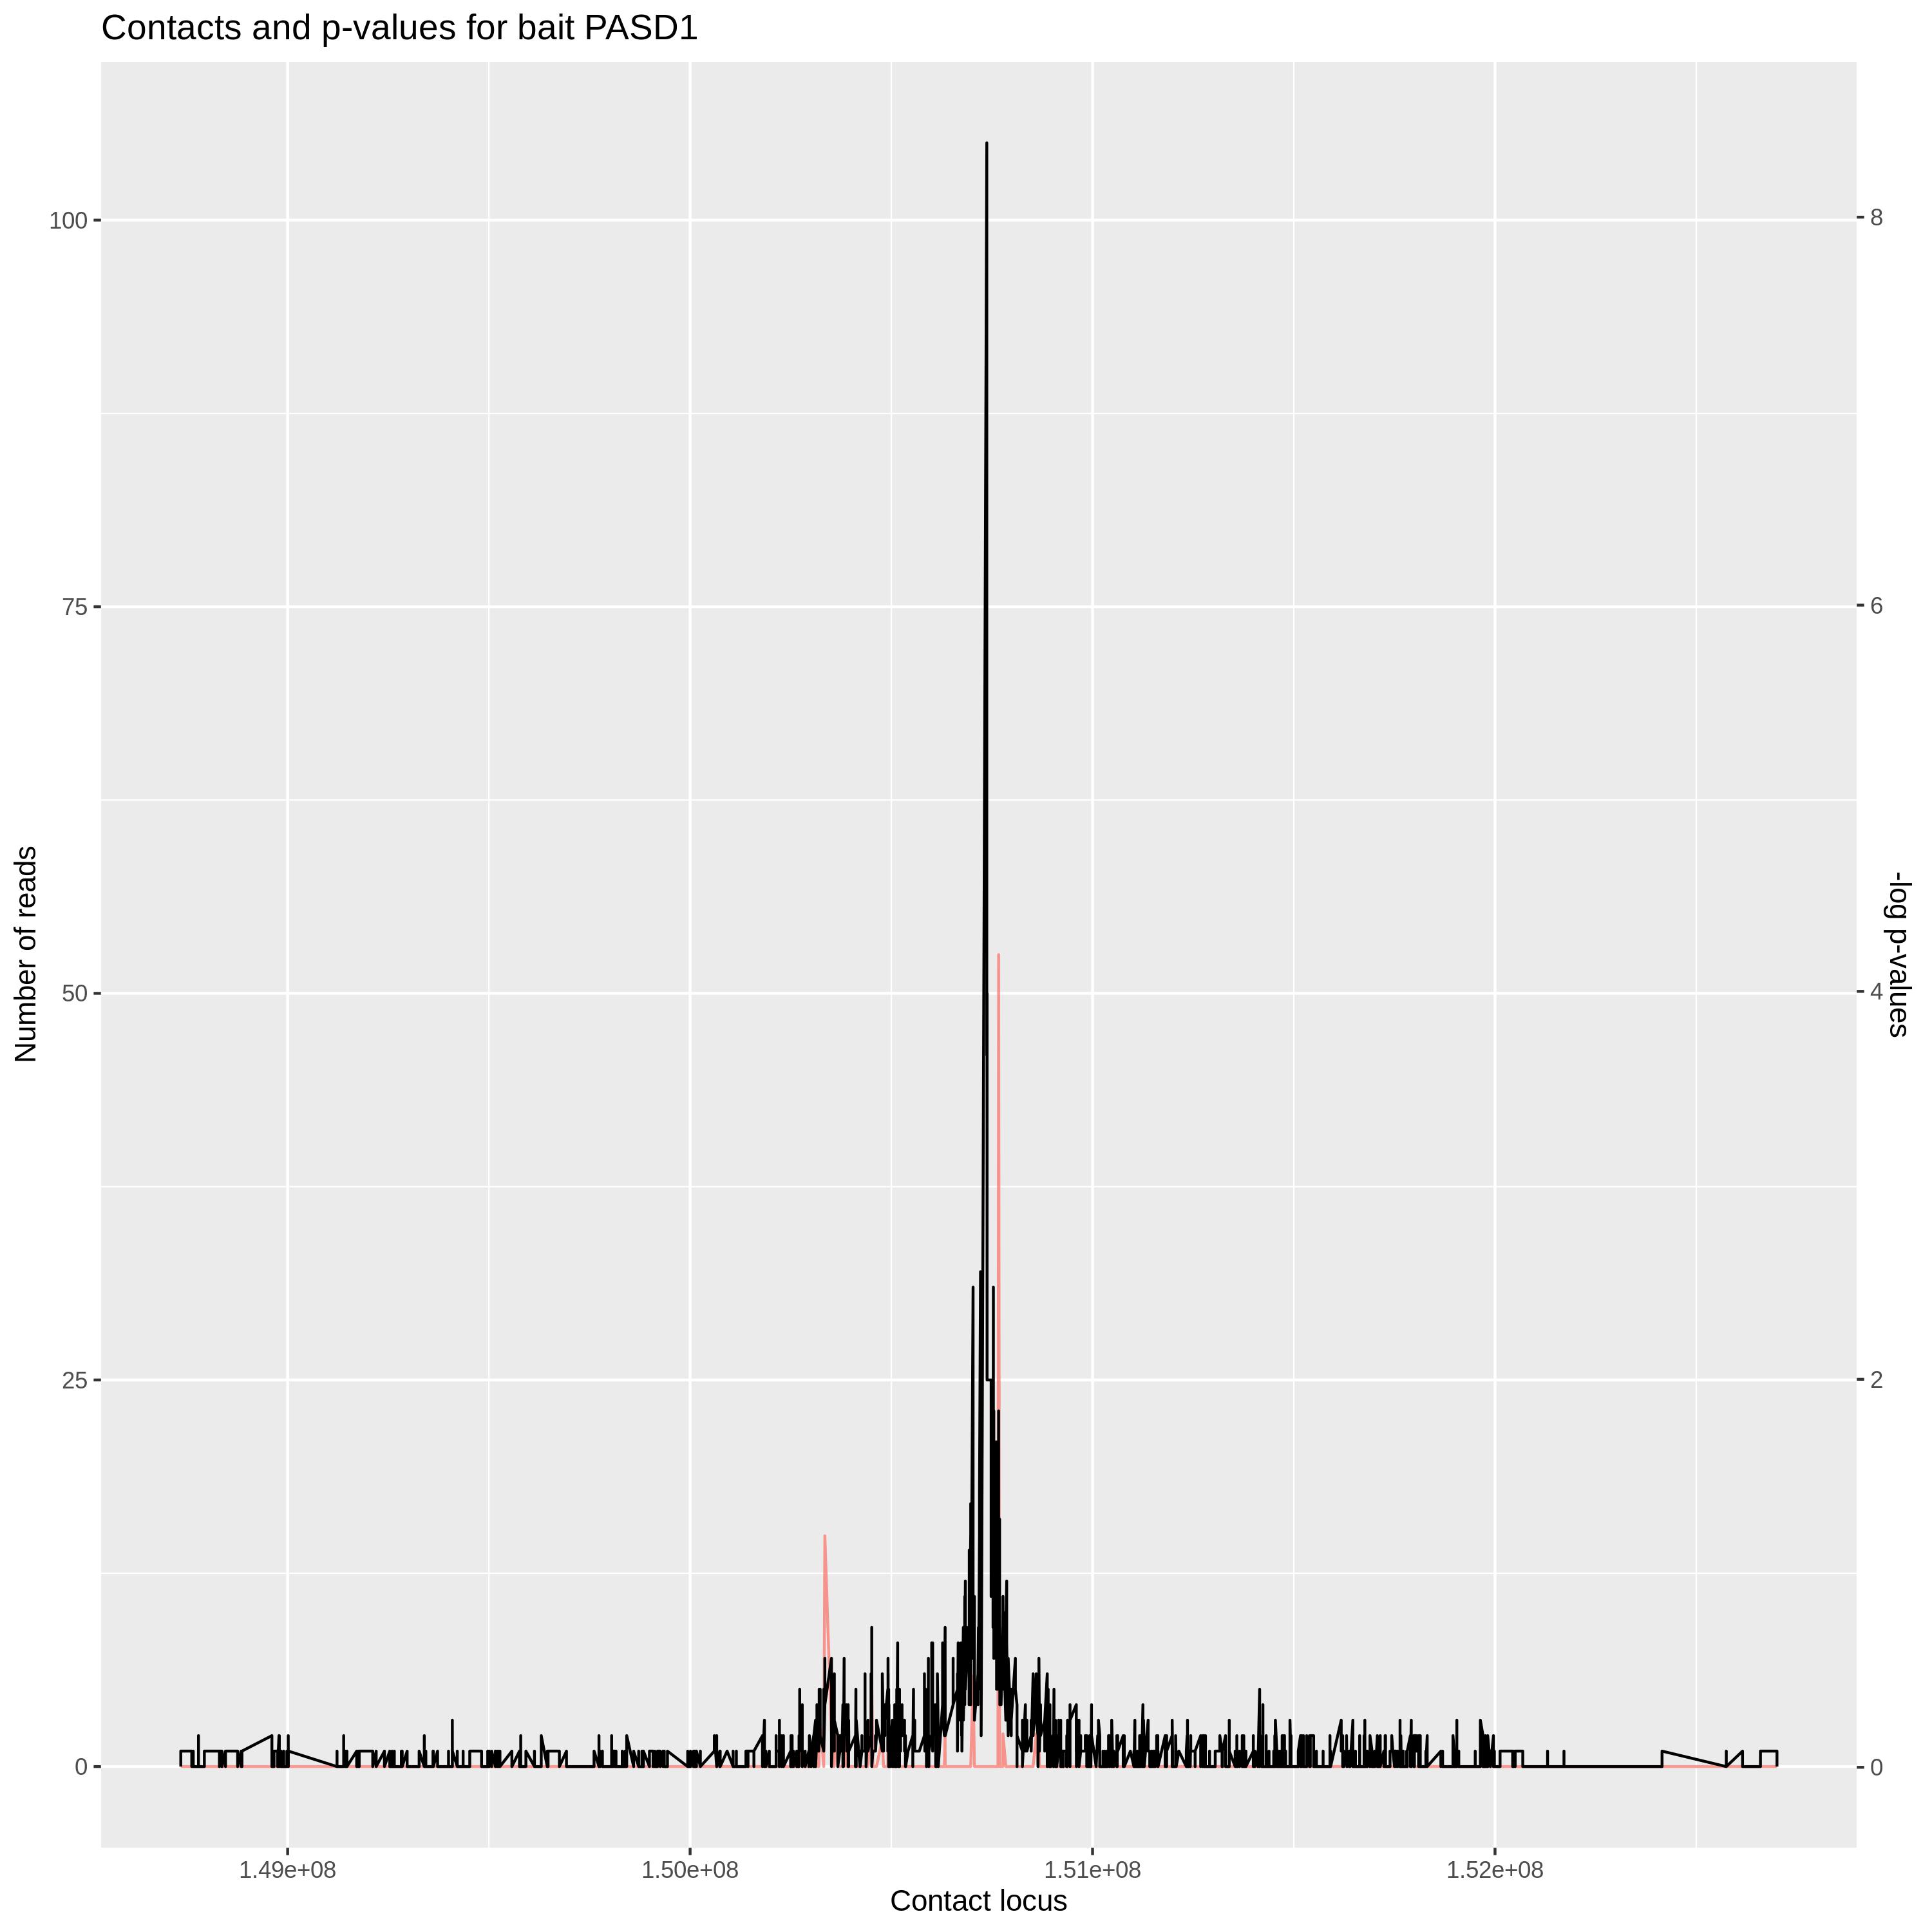 Contacts and p-values for bait PASD1
100
75
50
25
0
8
6
4
2
0
Number of reads
-log p-values
1.49e+08
1.50e+08
1.51e+08
1.52e+08
Contact locus